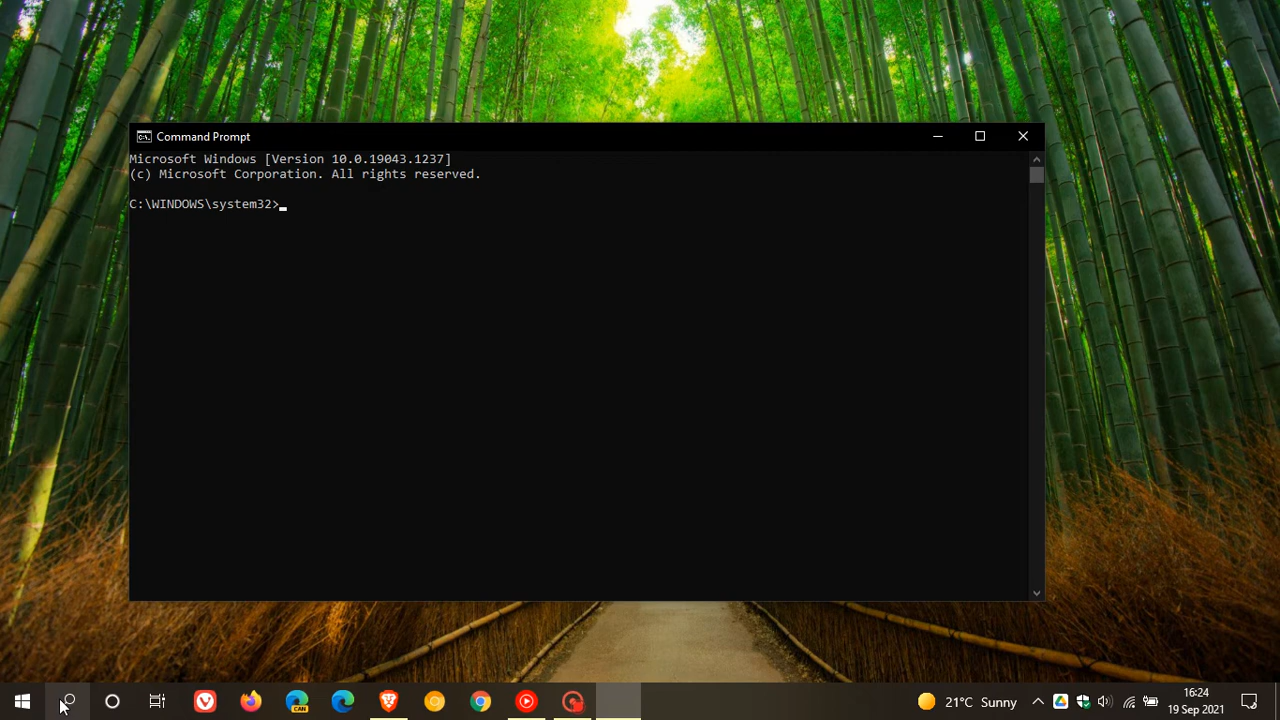 Command Prompt
Microsoft Windows [Version 10.0.19043.1237]
(c) Microsoft Corporation. All rights reserved.
C:\WINDOWS\system32>
CAN
21°C Sunny
16:24
19 Sep 2021